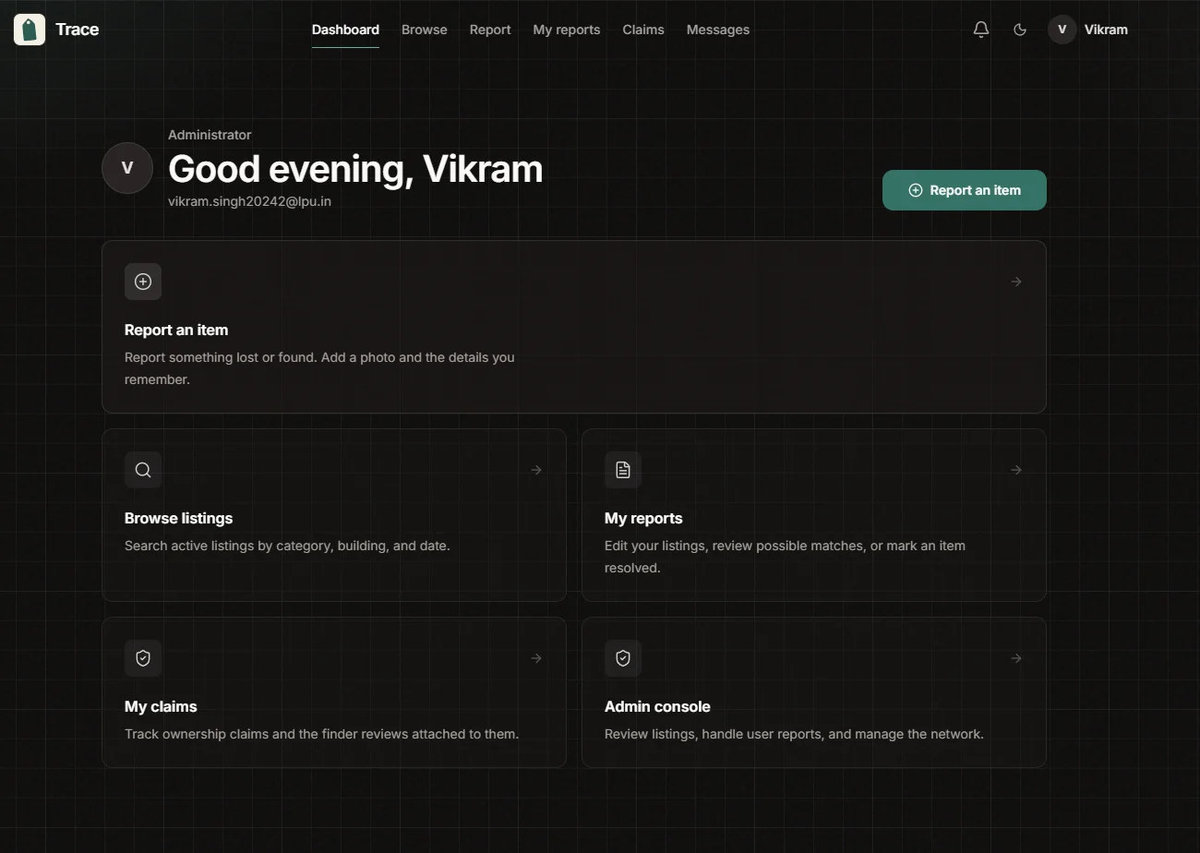 Trace
Dashboard
Browse
Report
My reports
Claims
Messages
V
Vikram
V
Administrator
Good evening, Vikram
vikram.singh20242@lpu.in
Report an item
Report an item
Report something lost or found. Add a photo and the details you
remember.
Browse listings
Search active listings by category, building, and date.
My reports
Edit your listings, review possible matches, or mark an item
resolved.
My claims
Track ownership claims and the finder reviews attached to them.
Admin console
Review listings, handle user reports, and manage the network.